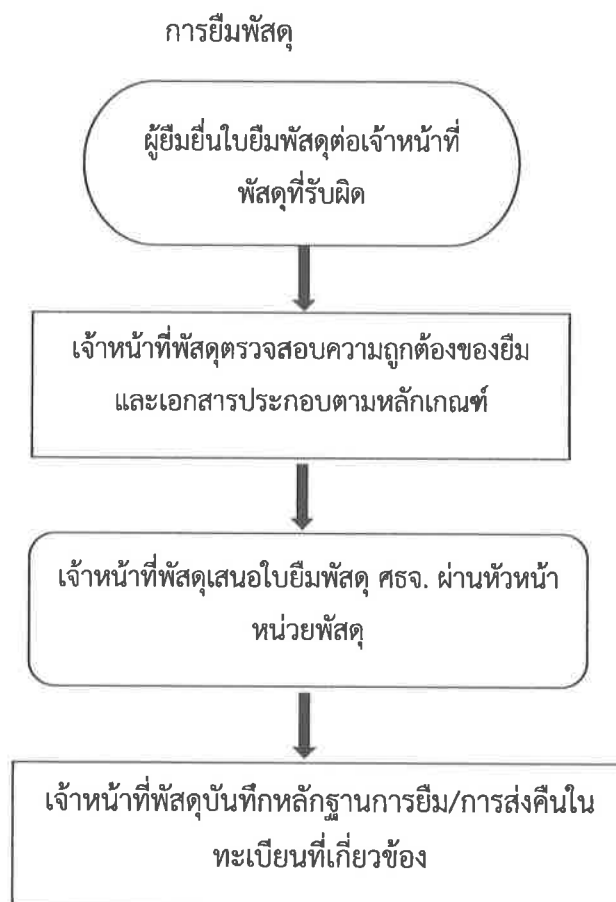 การยืมพัสดุ
ผู้ยืมยื่นใบยืมพัสดุต่อเจ้าหน้าที่
พัสดุที่รับผิด
เจ้าหน้าที่พัสดุตรวจสอบความถูกต้องของยืม
และเอกสารประกอบตามหลักเกณฑ์
เจ้าหน้าที่พัสดุเสนอใบยืมพัสดุ ศธจ. ผ่านหัวหน้า
หน่วยพัสดุ
เจ้าหน้าที่พัสดุบันทึกหลักฐานการยืม/การส่งคืนใน
ทะเบียนที่เกี่ยวข้อง